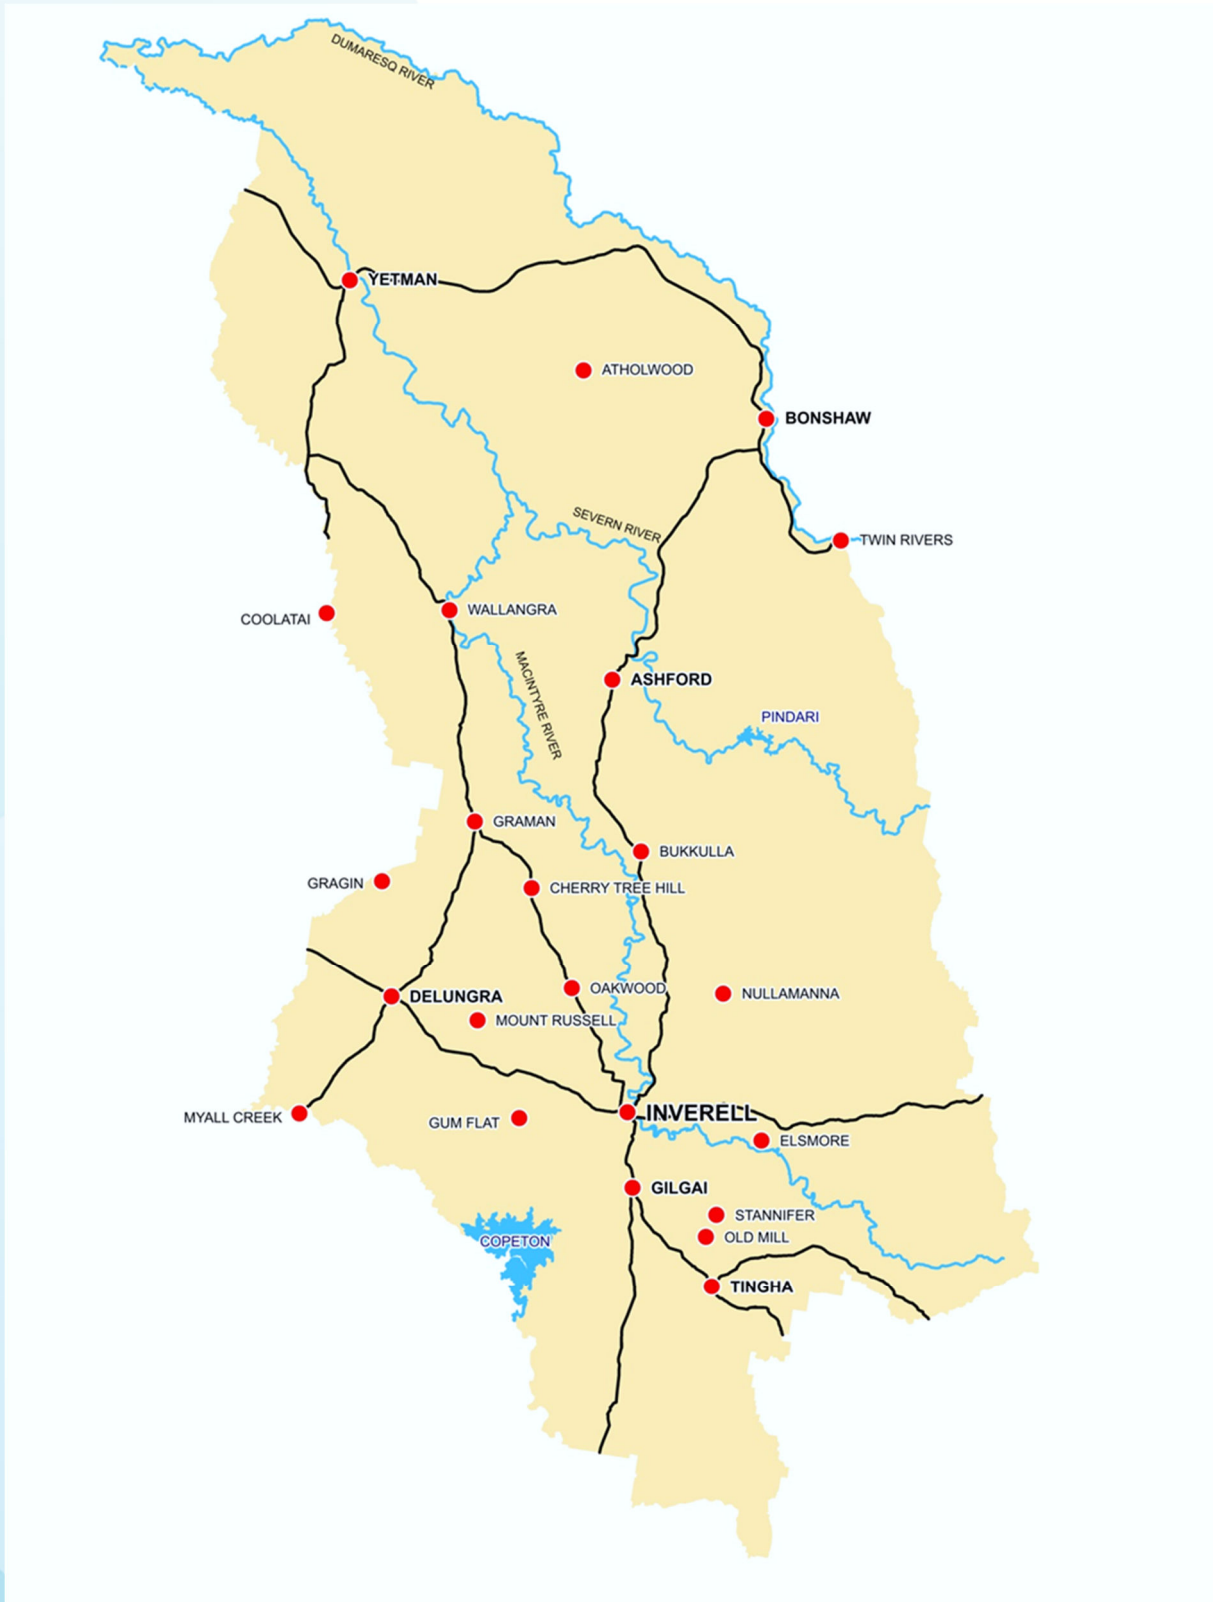 DUMARESQ RIVER
YETMAN
ATHOLWOOD
BONSHAW
SEVERN RIVER
TWIN RIVERS
WALLANGRA
COOLATAI
MACINTYRE RIVER
ASHFORD
PINDARI
GRAMAN
BUKKULLA
GRAGIN
CHERRY TREE HILL
OAKWOOD
NULLAMANNA
DELUNGRA
MOUNT RUSSELL
MYALL CREEK
GUM FLAT
INVERELL
ELSMORE
GILGAI
STANNIFER
OLD MILL
COPETON
TINGHA